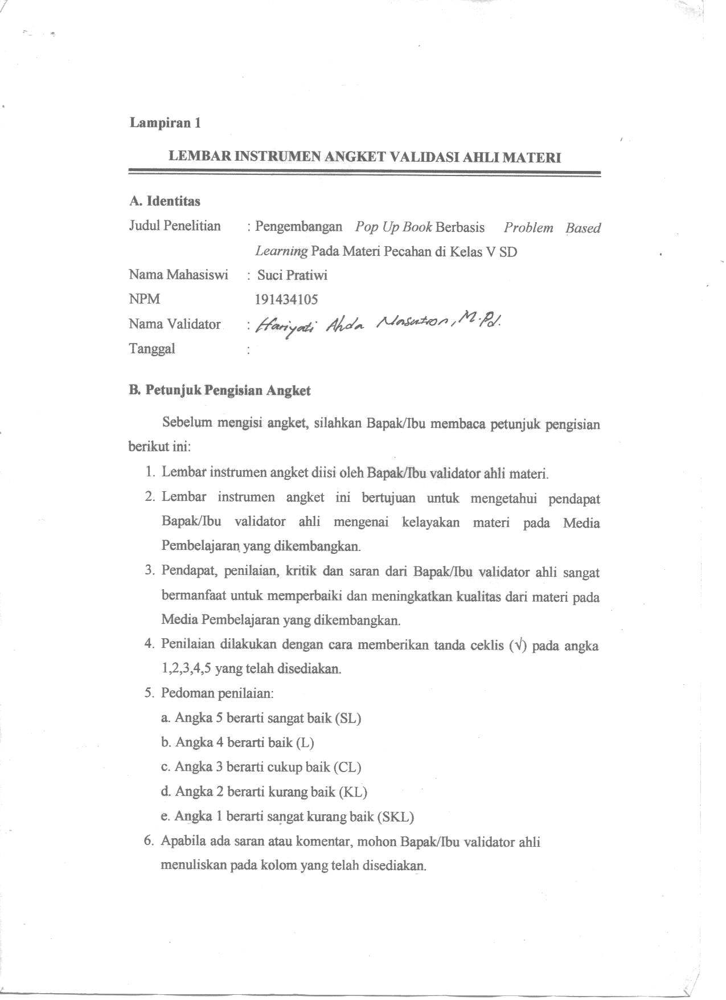 Lampiran 1
LEMBAR INSTRUMEN ANGKET VALIDASI AHLI MATERI
A. Identitas
Judul Penelitian : Pengembangan Pop Up Book Berbasis Problem Based
Learning Pada Materi Pecahan di Kelas V SD
Nama Mahasiswi : Suci Pratiwi
NPM 191434105
Nama Validator : Hariyati Ahda Nasution, M.Pd.
Tanggal :
B. Petunjuk Pengisian Angket
Sebelum mengisi angket, silahkan Bapak/Ibu membaca petunjuk pengisian
berikut ini:
1. Lembar instrumen angket diisi oleh Bapak/Ibu validator ahli materi.
2. Lembar instrumen angket ini bertujuan untuk mengetahui pendapat
Bapak/Ibu validator ahli mengenai kelayakan materi pada Media
Pembelajaran yang dikembangkan.
3. Pendapat, penilaian, kritik dan saran dari Bapak/Ibu validator ahli sangat
bermanfaat untuk memperbaiki dan meningkatkan kualitas dari materi pada
Media Pembelajaran yang dikembangkan.
4. Penilaian dilakukan dengan cara memberikan tanda ceklis (√) pada angka
1,2,3,4,5 yang telah disediakan.
5. Pedoman penilaian:
a. Angka 5 berarti sangat baik (SL)
b. Angka 4 berarti baik (L)
c. Angka 3 berarti cukup baik (CL)
d. Angka 2 berarti kurang baik (KL)
e. Angka 1 berarti sangat kurang baik (SKL)
6. Apabila ada saran atau komentar, mohon Bapak/Ibu validator ahli
menuliskan pada kolom yang telah disediakan.